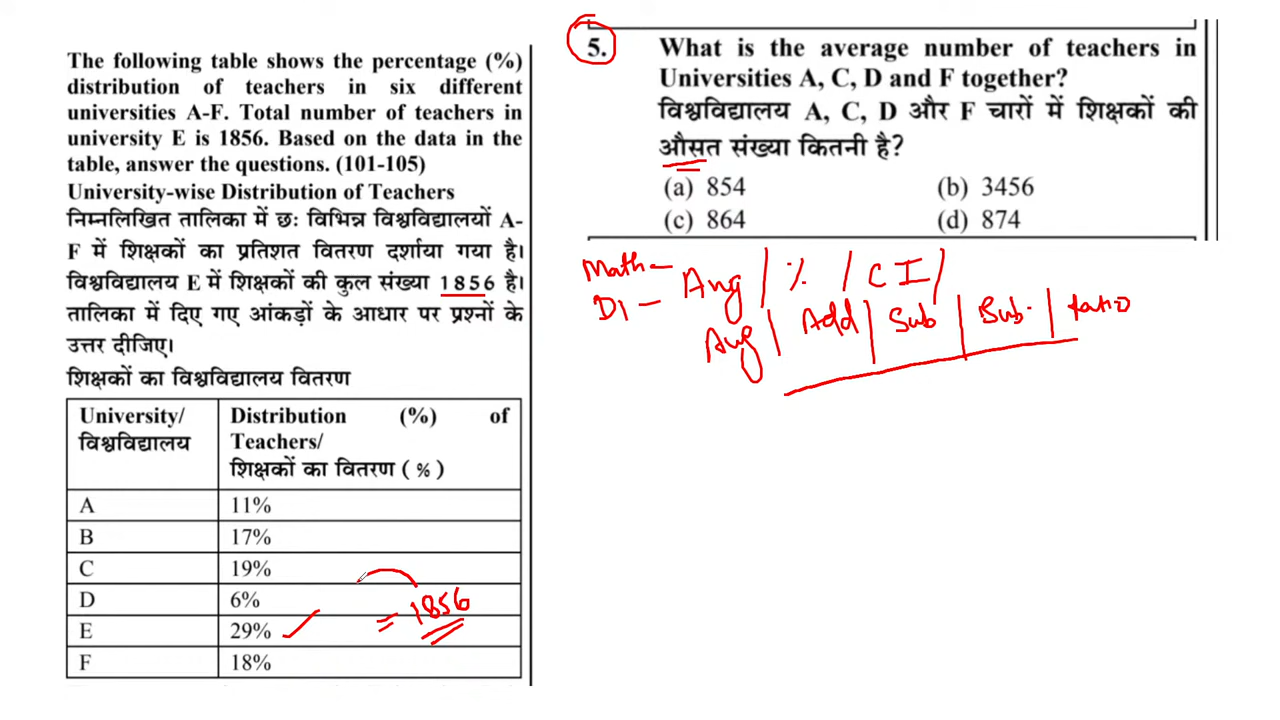 The following table shows the percentage (%)
distribution of teachers in six different
universities A-F. Total number of teachers in
university E is 1856. Based on the data in the
table, answer the questions. (101-105)
University-wise Distribution of Teachers
निम्नलिखित तालिका में छः विभिन्न विश्वविद्यालयों A-
F में शिक्षकों का प्रतिशत वितरण दर्शाया गया है।
विश्वविद्यालय E में शिक्षकों की कुल संख्या 1856 है।
तालिका में दिए गए आंकड़ों के आधार पर प्रश्नों के
उत्तर दीजिए।
शिक्षकों का विश्वविद्यालय वितरण
University/ Distribution (%) of
विश्वविद्यालय Teachers/
शिक्षकों का वितरण ( % )
A 11%
B 17%
C 19%
D 6%
E 29% = 1856
F 18%
5. What is the average number of teachers in
Universities A, C, D and F together?
विश्वविद्यालय A, C, D और F चारों में शिक्षकों की
औसत संख्या कितनी है?
(a) 854 (b) 3456
(c) 864 (d) 874
Math - Avg / % / C I /
DI - Avg | Add | Sub | Sub. | Ratio